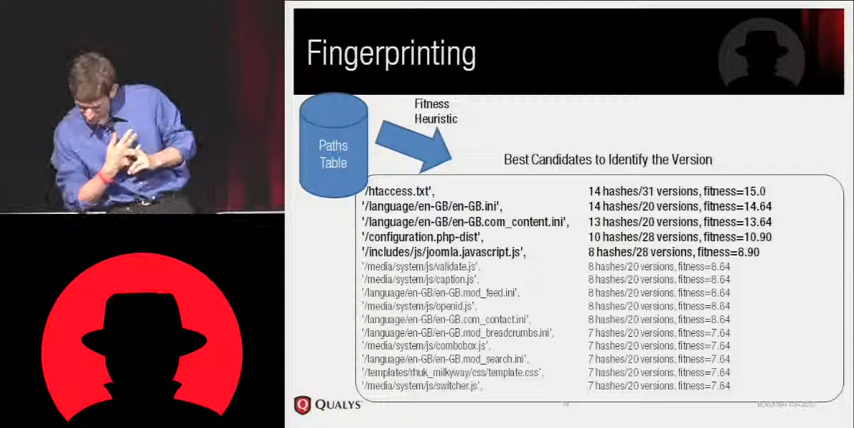 Fingerprinting
Fitness
Heuristic
Paths
Table
Best Candidates to Identify the Version
'/htaccess.txt', 14 hashes/31 versions, fitness=15.0
'/language/en-GB/en-GB.ini', 14 hashes/20 versions, fitness=14.64
'/language/en-GB/en-GB.com_content.ini', 13 hashes/20 versions, fitness=13.64
'/configuration.php-dist', 10 hashes/28 versions, fitness=10.90
'/includes/js/joomla.javascript.js', 8 hashes/28 versions, fitness=8.90
'/media/system/js/validate.js', 8 hashes/20 versions, fitness=8.64
'/media/system/js/caption.js', 8 hashes/20 versions, fitness=8.64
'/language/en-GB/en-GB.mod_feed.ini', 8 hashes/20 versions, fitness=8.64
'/media/system/js/openid.js', 8 hashes/20 versions, fitness=8.64
'/language/en-GB/en-GB.com_contact.ini', 8 hashes/20 versions, fitness=8.64
'/language/en-GB/en-GB.mod_breadcrumbs.ini', 7 hashes/20 versions, fitness=7.64
'/media/system/js/combobox.js', 7 hashes/20 versions, fitness=7.64
'/language/en-GB/en-GB.mod_search.ini', 7 hashes/20 versions, fitness=7.64
'/templates/rhuk_milkyway/css/template.css', 7 hashes/20 versions, fitness=7.64
'/media/system/js/switcher.js', 7 hashes/20 versions, fitness=7.64
QUALYS